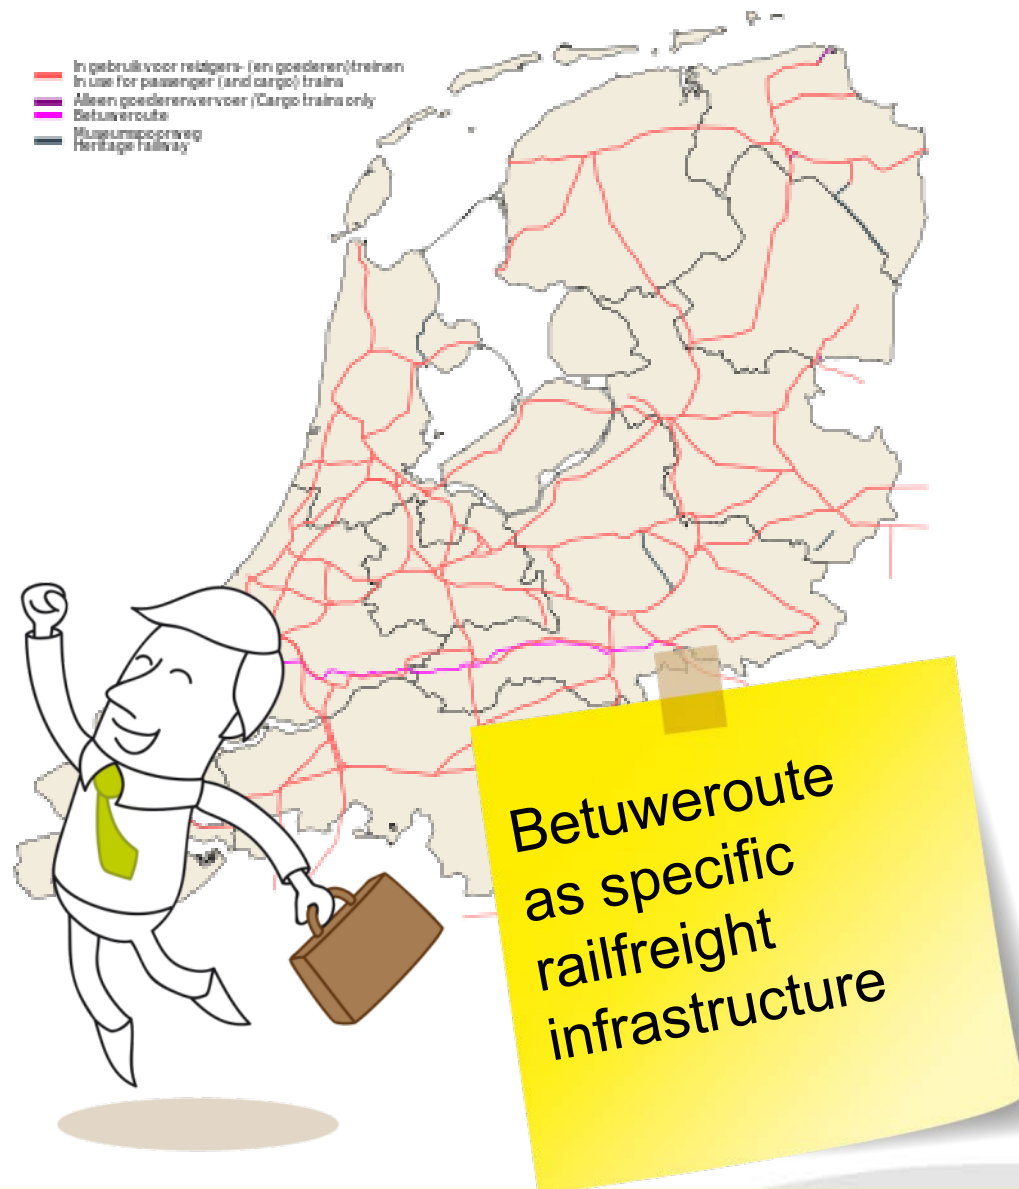 In gebruik voor reizigers- (en goederen)treinen
In use for passenger (and cargo) trains
Alleen goederenvervoer /Cargo trains only
Betuweroute
Museumspoorweg
Heritage railway
Betuweroute
as specific
railfreight
infrastructure